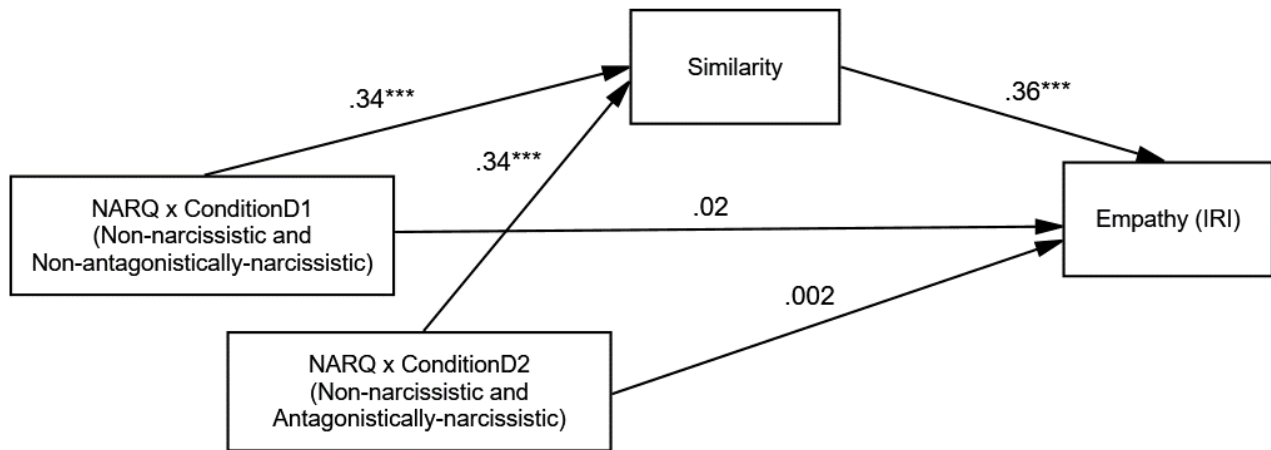 Similarity
.34***
.36***
.34***
NARQ x ConditionD1
(Non-narcissistic and
Non-antagonistically-narcissistic)
.02
Empathy (IRI)
.002
NARQ x ConditionD2
(Non-narcissistic and
Antagonistically-narcissistic)